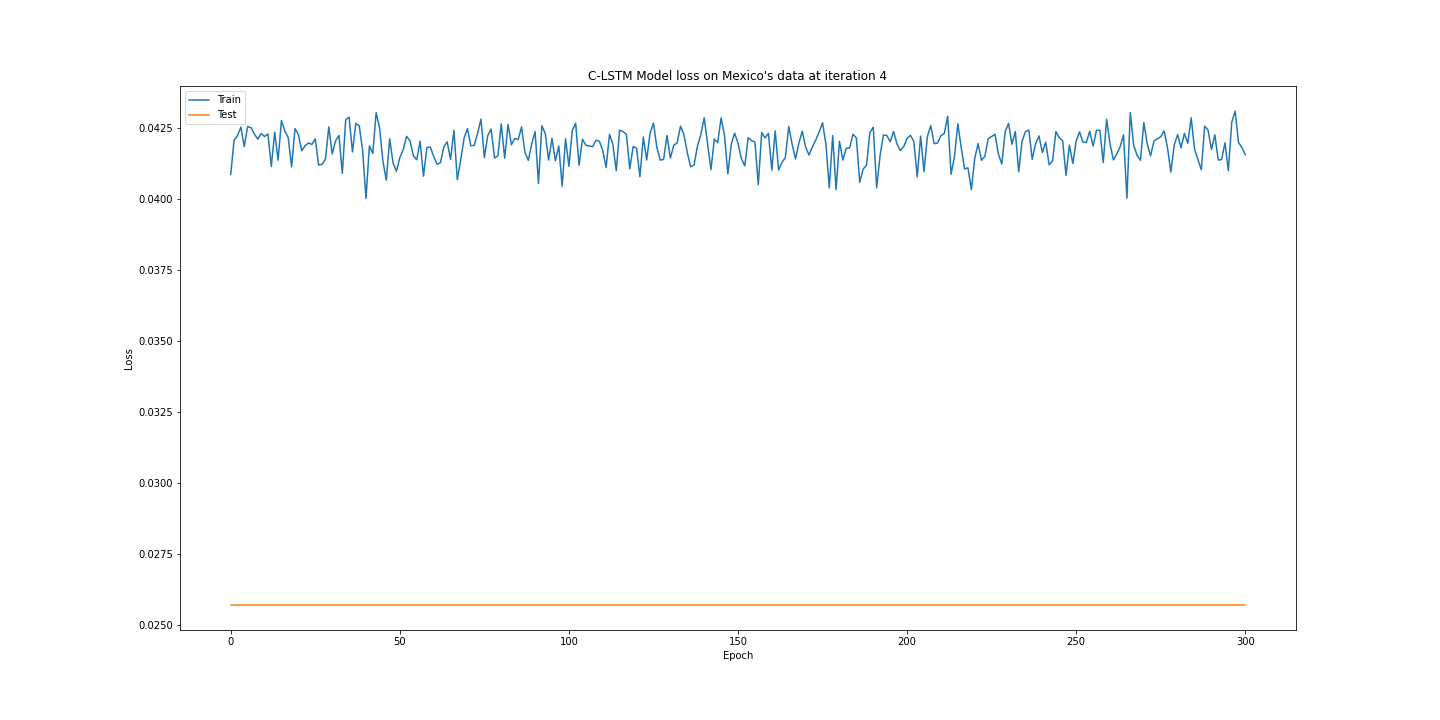 C-LSTM Model loss on Mexico's data at iteration 4
Train
Test
0.0425
0.0400
0.0375
0.0350
0.0325
0.0300
0.0275
0.0250
Loss
0 50 100 150 200 250 300
Epoch